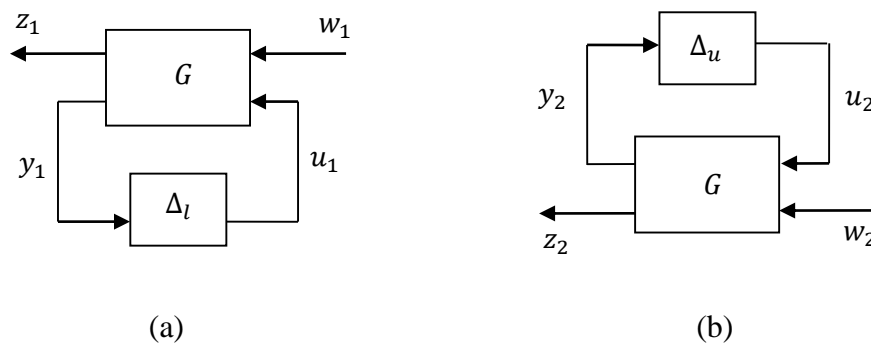 z₁
w₁
G
y₁
u₁
Δₗ
(a)
Δᵤ
y₂
u₂
G
z₂
w₂
(b)